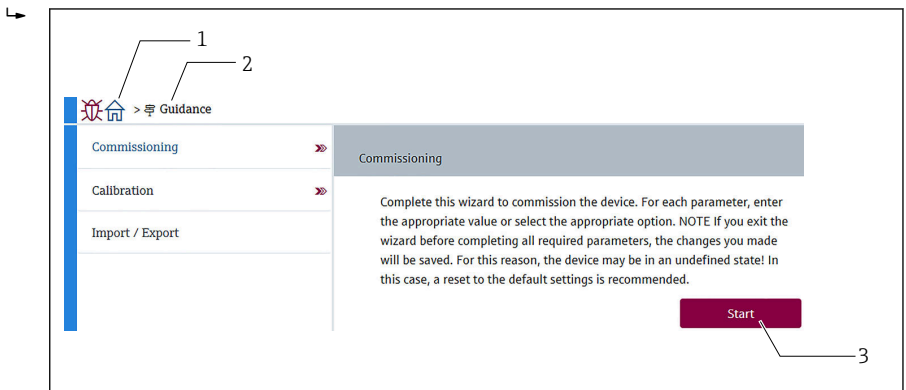 1
2
> Guidance
Commissioning
Calibration
Import / Export
Commissioning
Complete this wizard to commission the device. For each parameter, enter
the appropriate value or select the appropriate option. NOTE If you exit the
wizard before completing all required parameters, the changes you made
will be saved. For this reason, the device may be in an undefined state! In
this case, a reset to the default settings is recommended.
Start
3